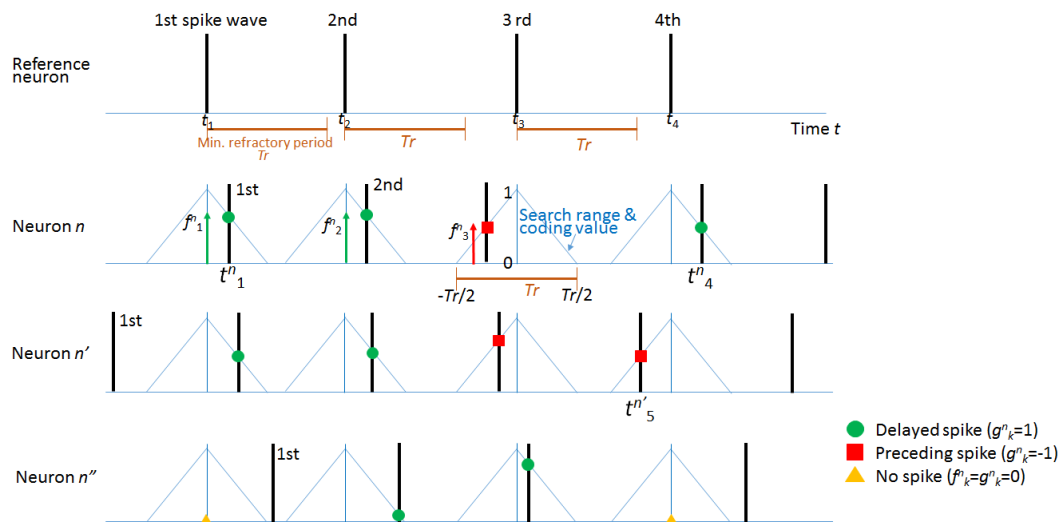 1st spike wave 2nd 3 rd 4th
Reference
neuron
t1 t2 t3 t4
Time t
Min. refractory period
Tr
Tr
Tr
Neuron n
1st
2nd
1
0
fn1
fn2
fn3
Search range &
coding value
tn1
-Tr/2 Tr Tr/2
tn4
1st
Neuron n'
tn'5
Neuron n"
1st
Delayed spike (gnk=1)
Preceding spike (gnk=-1)
No spike (fnk=gnk=0)